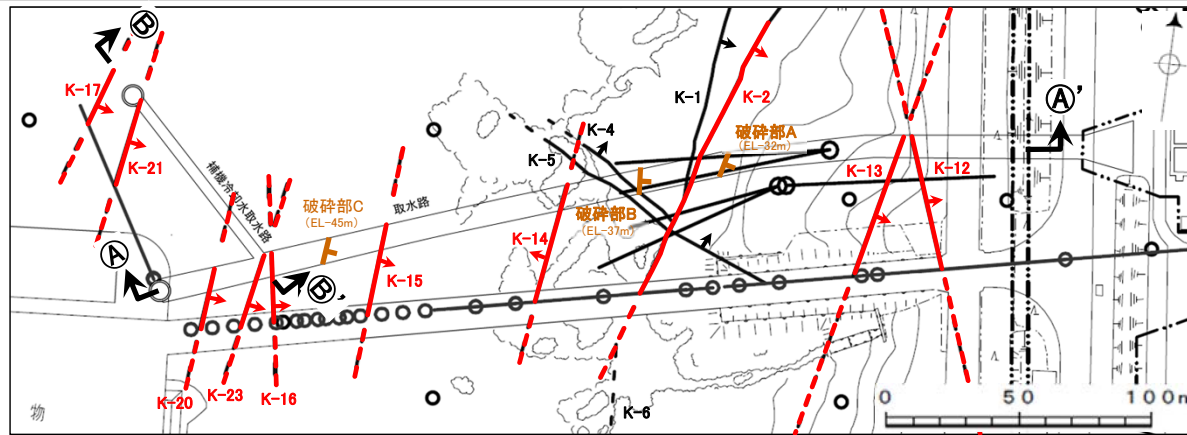 Ⓑ
K-17
K-21
補機冷却水取水路
Ⓐ
破砕部C
(EL-45m)
取水路
Ⓑ'
K-15
K-14
K-4
K-5
K-1
K-2
破砕部A
(EL-32m)
破砕部B
(EL-37m)
K-13
K-12
Ⓐ'
K-20
K-23
K-16
K-6
物
0 50 100m